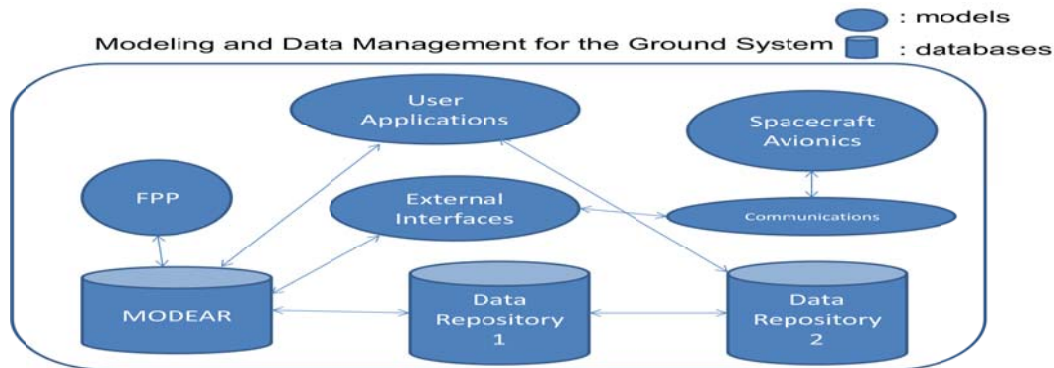 : models
Modeling and Data Management for the Ground System
: databases
User
Applications
Spacecraft
Avionics
FPP
External
Interfaces
Communications
MODEAR
Data
Repository
1
Data
Repository
2